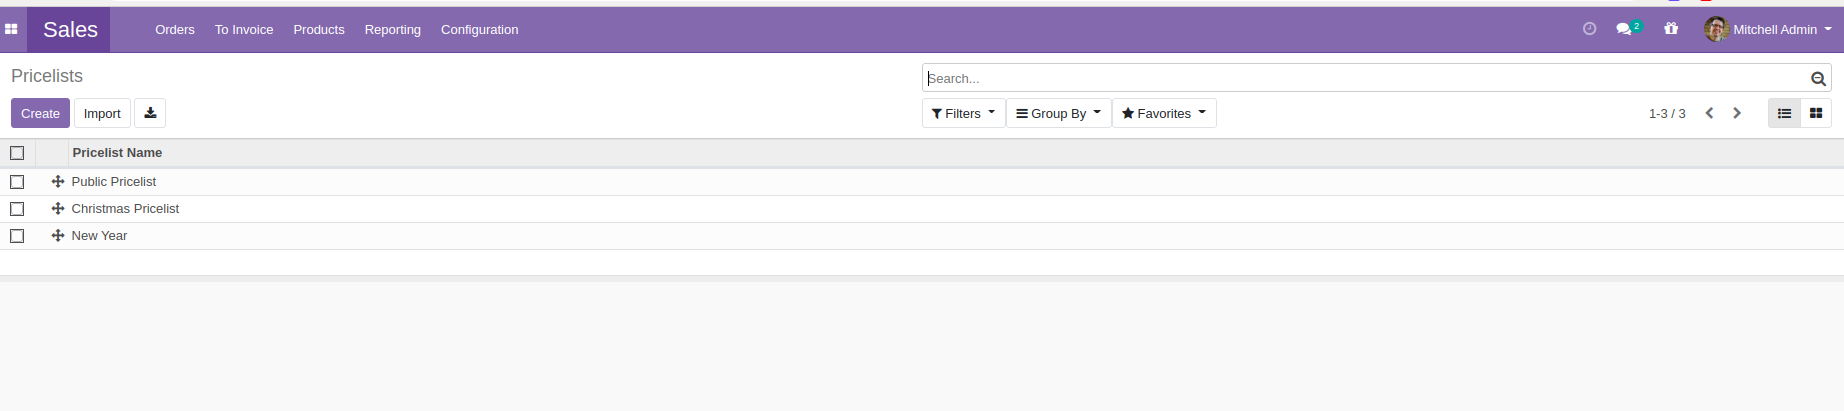 Sales Orders To Invoice Products Reporting Configuration 2 Mitchell Admin
Pricelists Search...
Create Import Filters Group By Favorites 1-3 / 3
Pricelist Name
Public Pricelist
Christmas Pricelist
New Year